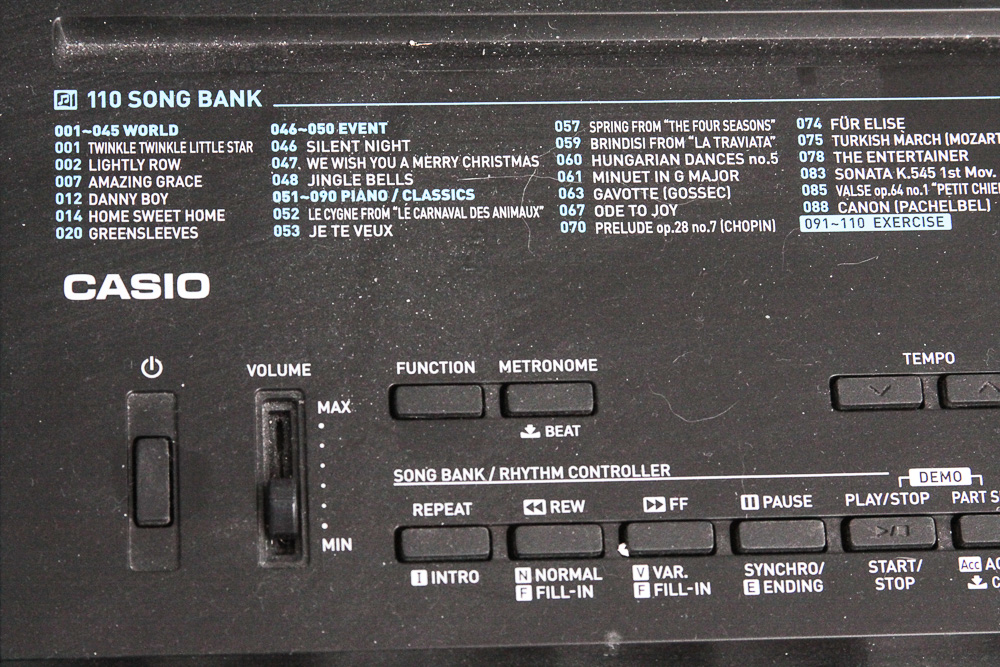 110 SONG BANK
001~045 WORLD
001 TWINKLE TWINKLE LITTLE STAR
002 LIGHTLY ROW
007 AMAZING GRACE
012 DANNY BOY
014 HOME SWEET HOME
020 GREENSLEEVES
046~050 EVENT
046 SILENT NIGHT
047 WE WISH YOU A MERRY CHRISTMAS
048 JINGLE BELLS
051~090 PIANO / CLASSICS
052 LE CYGNE FROM "LE CARNAVAL DES ANIMAUX"
053 JE TE VEUX
057 SPRING FROM "THE FOUR SEASONS"
059 BRINDISI FROM "LA TRAVIATA"
060 HUNGARIAN DANCES no.5
061 MINUET IN G MAJOR
063 GAVOTTE (GOSSEC)
067 ODE TO JOY
070 PRELUDE op.28 no.7 (CHOPIN)
074 FÜR ELISE
075 TURKISH MARCH (MOZART
078 THE ENTERTAINER
083 SONATA K.545 1st Mov.
085 VALSE op.64 no.1 "PETIT CHIE
088 CANON (PACHELBEL)
091~110 EXERCISE
CASIO
VOLUME
MAX
MIN
FUNCTION
METRONOME
BEAT
TEMPO
SONG BANK / RHYTHM CONTROLLER
DEMO
REPEAT
REW
FF
PAUSE
PLAY/STOP
PART S
I INTRO
N NORMAL
F FILL-IN
V VAR.
F FILL-IN
SYNCHRO/
E ENDING
START/
STOP
Acc AC
C